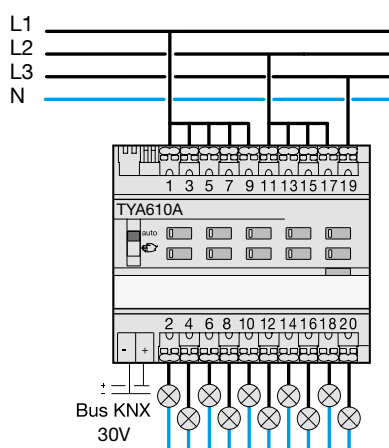 L1
L2
L3
N
1 3 5 7 9 11 13 15 17 19
TYA610A
auto
2 4 6 8 10 12 14 16 18 20
- +
+ -
Bus KNX
30V